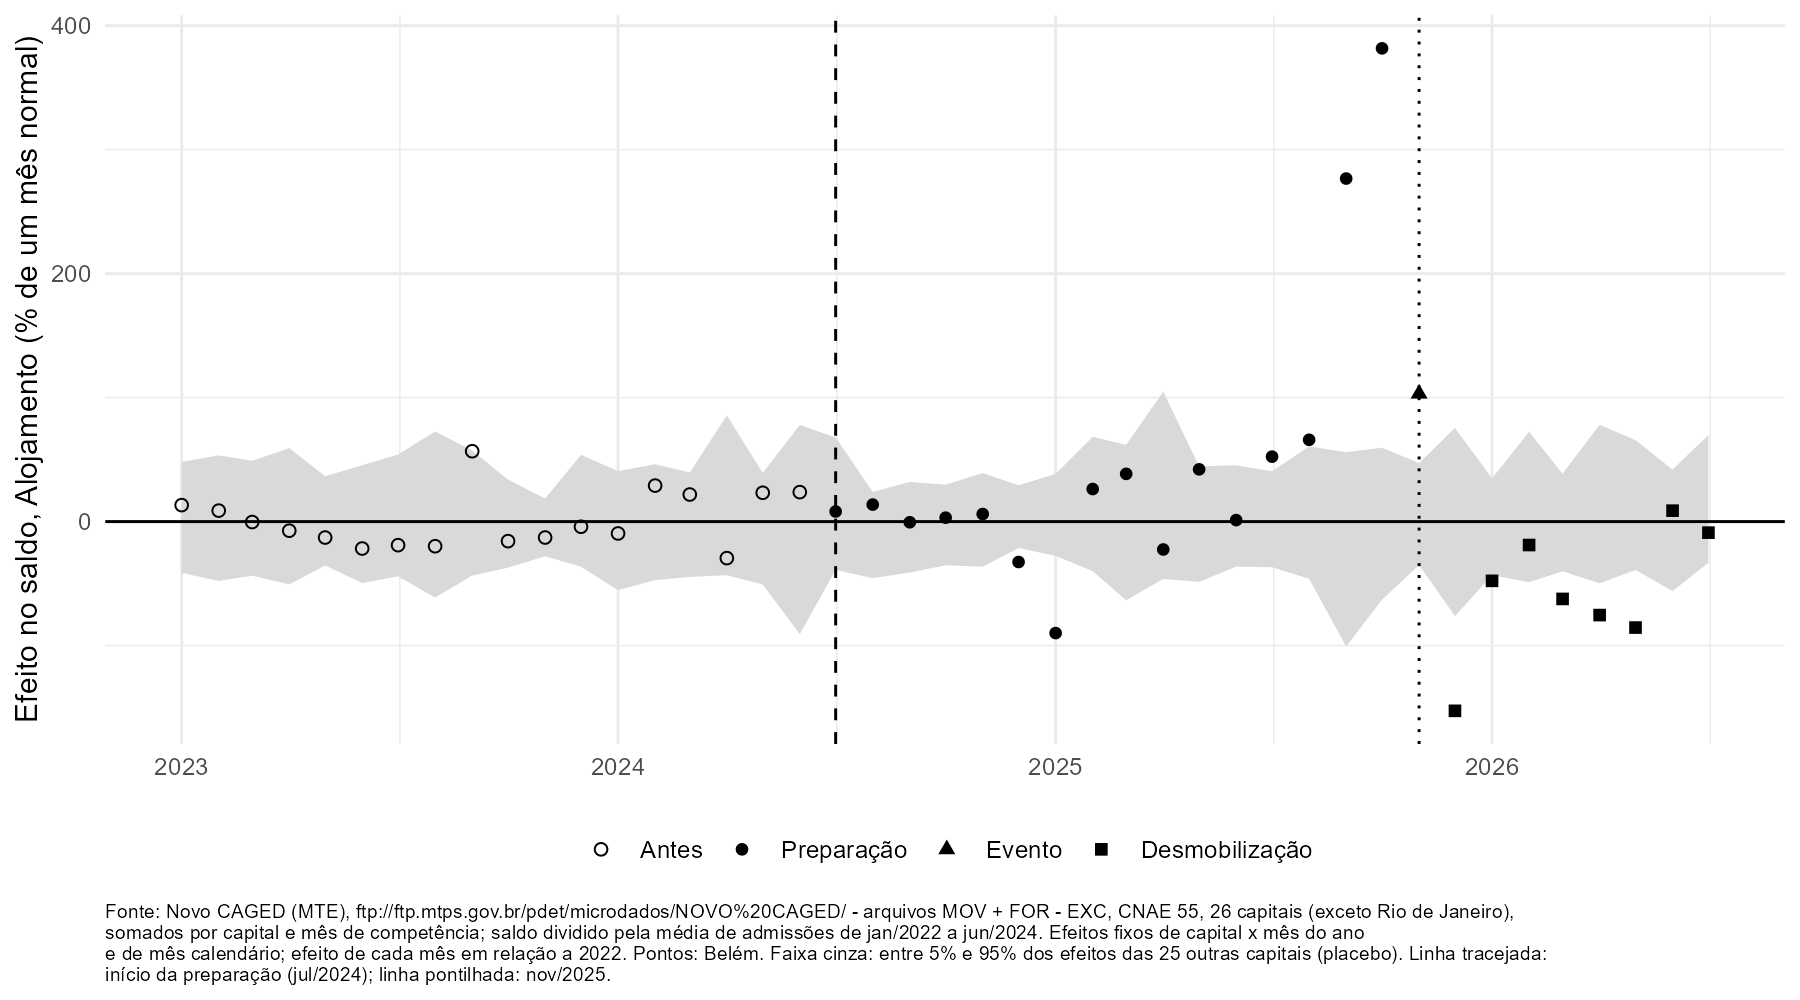 Efeito no saldo, Alojamento (% de um mês normal)
400
200
0
2023
2024
2025
2026
Antes
Preparação
Evento
Desmobilização
Fonte: Novo CAGED (MTE), ftp://ftp.mtps.gov.br/pdet/microdados/NOVO%20CAGED/ - arquivos MOV + FOR - EXC, CNAE 55, 26 capitais (exceto Rio de Janeiro),
somados por capital e mês de competência; saldo dividido pela média de admissões de jan/2022 a jun/2024. Efeitos fixos de capital x mês do ano
e de mês calendário; efeito de cada mês em relação a 2022. Pontos: Belém. Faixa cinza: entre 5% e 95% dos efeitos das 25 outras capitais (placebo). Linha tracejada:
início da preparação (jul/2024); linha pontilhada: nov/2025.